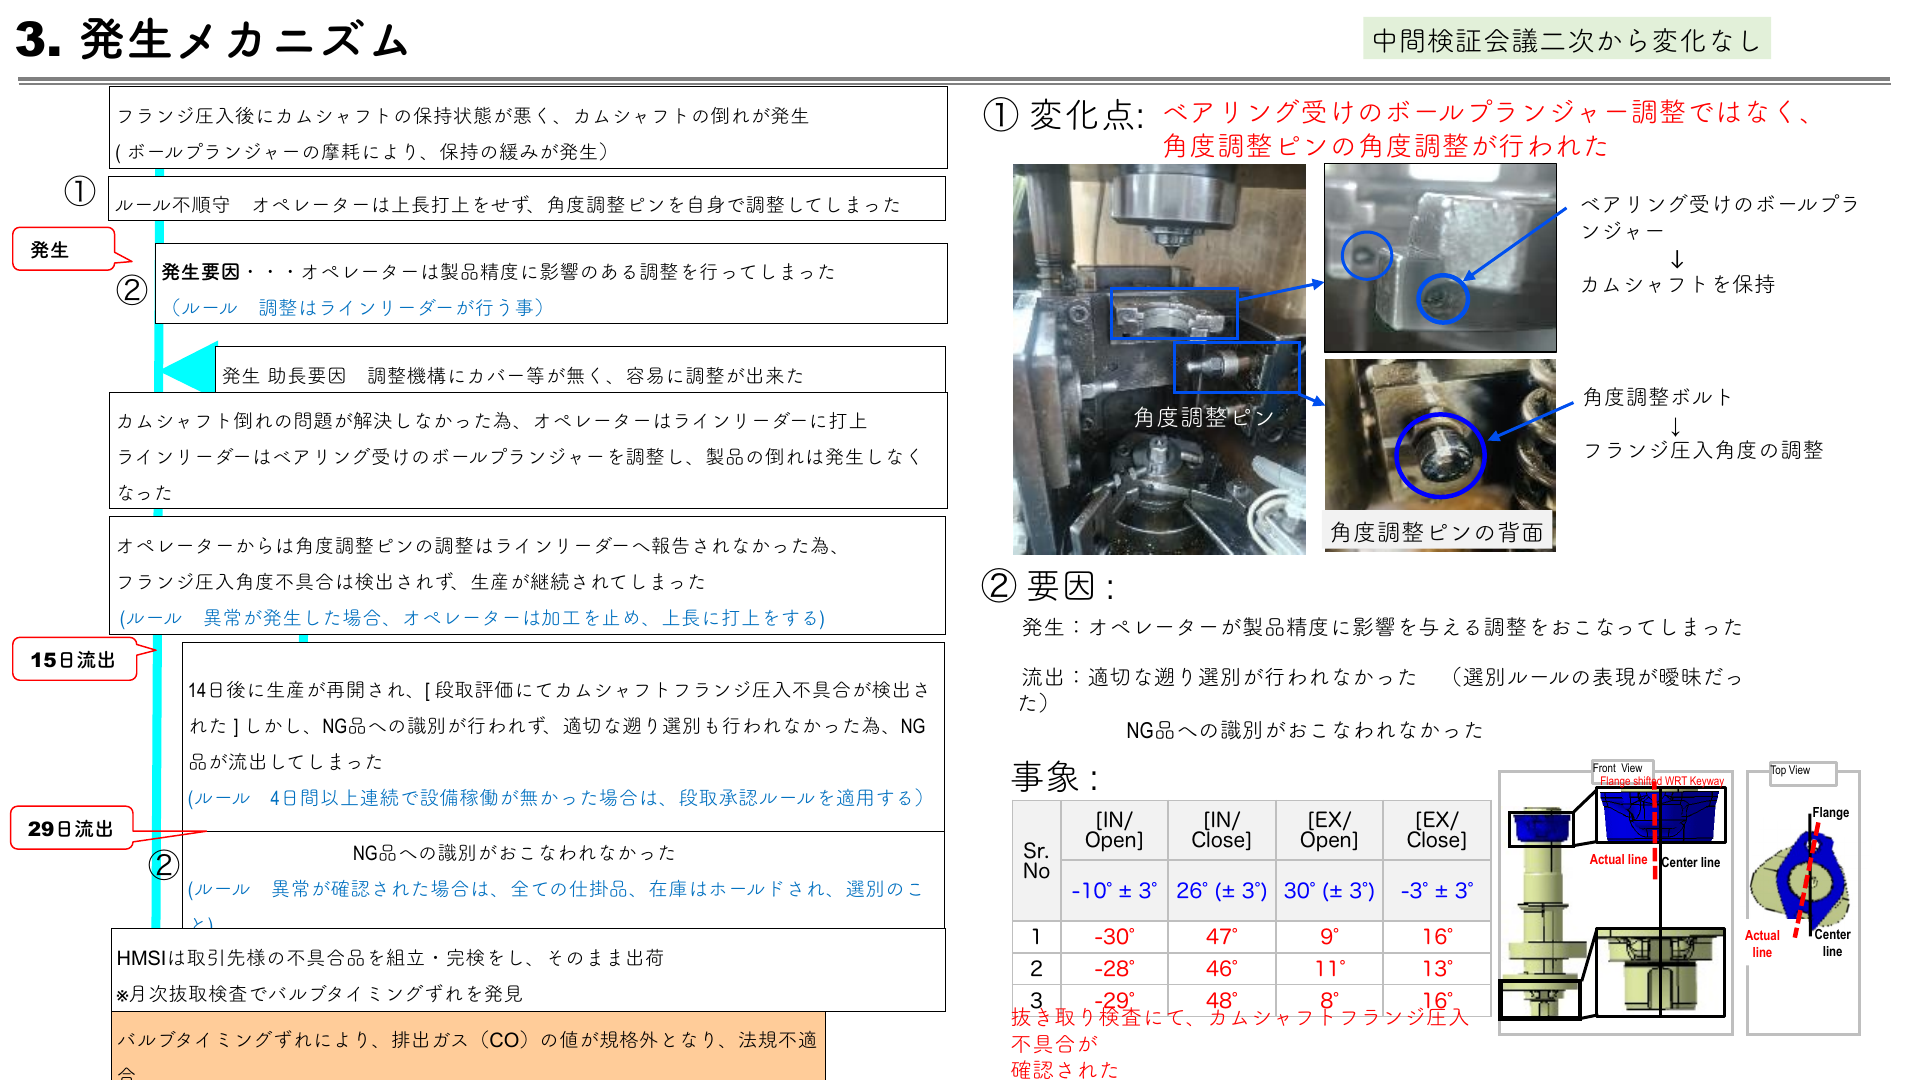 3. 発生メカニズム
中間検証会議二次から変化なし
フランジ圧入後にカムシャフトの保持状態が悪く、カムシャフトの倒れが発生
( ボールプランジャーの摩耗により、保持の緩みが発生）
①
ルール不順守　オペレーターは上長打上をせず、角度調整ピンを自身で調整してしまった
発生
②
発生要因・・・オペレーターは製品精度に影響のある調整を行ってしまった
（ルール　調整はラインリーダーが行う事）
発生 助長要因　調整機構にカバー等が無く、容易に調整が出来た
カムシャフト倒れの問題が解決しなかった為、オペレーターはラインリーダーに打上
ラインリーダーはベアリング受けのボールプランジャーを調整し、製品の倒れは発生しなく
なった
オペレーターからは角度調整ピンの調整はラインリーダーへ報告されなかった為、
フランジ圧入角度不具合は検出されず、生産が継続されてしまった
(ルール　異常が発生した場合、オペレーターは加工を止め、上長に打上をする)
15日流出
14日後に生産が再開され、[ 段取評価にてカムシャフトフランジ圧入不具合が検出さ
れた ] しかし、NG品への識別が行われず、適切な遡り選別も行われなかった為、NG
品が流出してしまった
(ルール　4日間以上連続で設備稼働が無かった場合は、段取承認ルールを適用する）
29日流出
②
NG品への識別がおこなわれなかった
(ルール　異常が確認された場合は、全ての仕掛品、在庫はホールドされ、選別のこ
と)
HMSIは取引先様の不具合品を組立・完検をし、そのまま出荷
※月次抜取検査でバルブタイミングずれを発見
バルブタイミングずれにより、排出ガス（CO）の値が規格外となり、法規不適
合
① 変化点:
ベアリング受けのボールプランジャー調整ではなく、
角度調整ピンの角度調整が行われた
角度調整ピン
ベアリング受けのボールプラ
ンジャー
↓
カムシャフトを保持
角度調整ボルト
↓
フランジ圧入角度の調整
角度調整ピンの背面
② 要因 :
発生：オペレーターが製品精度に影響を与える調整をおこなってしまった
流出：適切な遡り選別が行われなかった　（選別ルールの表現が曖昧だっ
た）
NG品への識別がおこなわれなかった
事象 :
Sr. No [IN/ Open] [IN/ Close] [EX/ Open] [EX/ Close]
-10° ± 3° 26° (± 3°) 30° (± 3°) -3° ± 3°
1 -30° 47° 9° 16°
2 -28° 46° 11° 13°
3 -29° 48° 8° 16°
抜き取り検査にて、カムシャフトフランジ圧入
不具合が
確認された
Front View
Flange shifted WRT Keyway
Actual line
Center line
Top View
Flange
Actual
line
Center
line